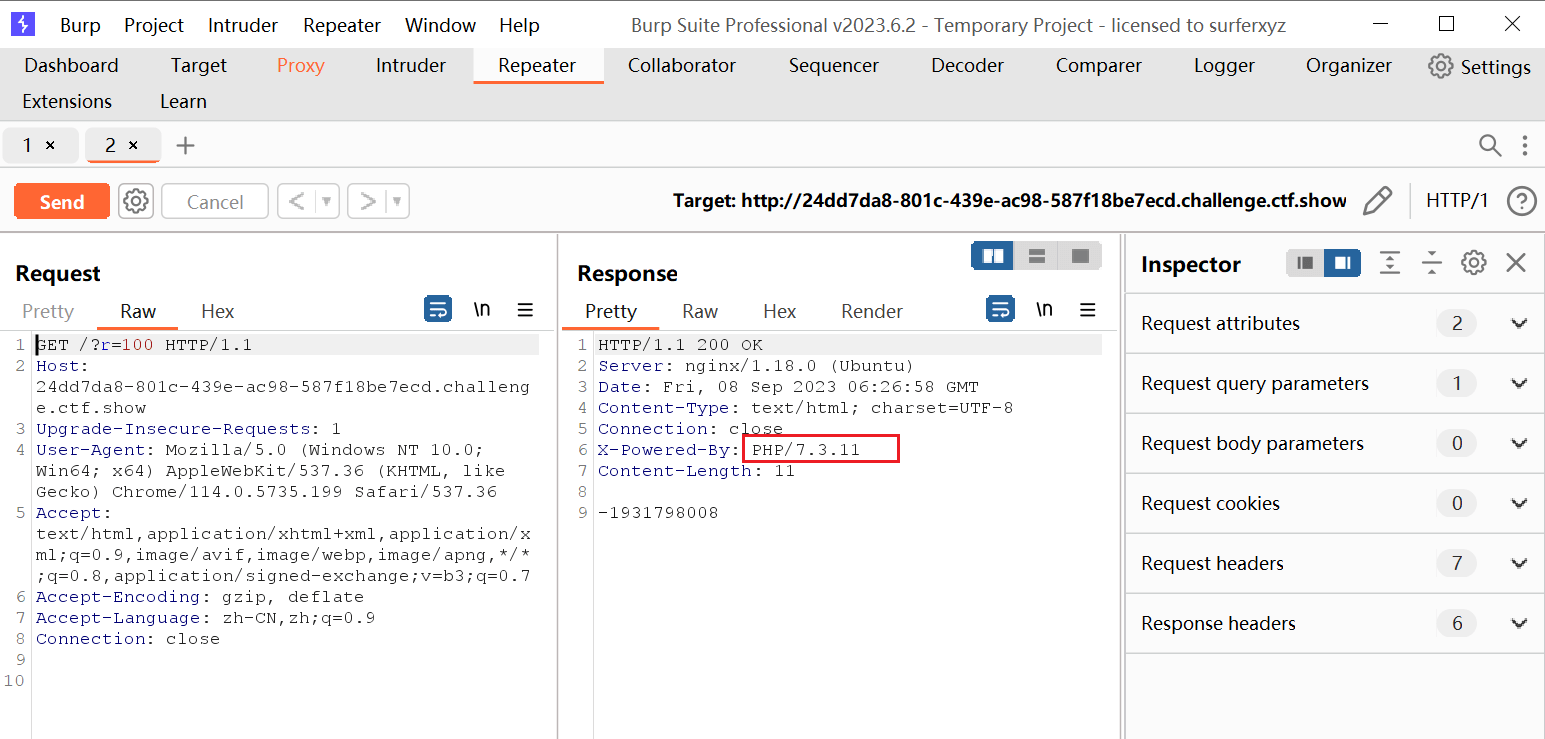 Burp Project Intruder Repeater Window Help Burp Suite Professional v2023.6.2 - Temporary Project - licensed to surferxyz
Dashboard Target Proxy Intruder Repeater Collaborator Sequencer Decoder Comparer Logger Organizer Settings
Extensions Learn
1 × 2 × +
Send Cancel < > Target: http://24dd7da8-801c-439e-ac98-587f18be7ecd.challenge.ctf.show HTTP/1 ?
Request
Pretty Raw Hex \n
1 GET /?r=100 HTTP/1.1
2 Host:
24dd7da8-801c-439e-ac98-587f18be7ecd.challeng
e.ctf.show
3 Upgrade-Insecure-Requests: 1
4 User-Agent: Mozilla/5.0 (Windows NT 10.0;
Win64; x64) AppleWebKit/537.36 (KHTML, like
Gecko) Chrome/114.0.5735.199 Safari/537.36
5 Accept:
text/html,application/xhtml+xml,application/x
ml;q=0.9,image/avif,image/webp,image/apng,*/*
;q=0.8,application/signed-exchange;v=b3;q=0.7
6 Accept-Encoding: gzip, deflate
7 Accept-Language: zh-CN,zh;q=0.9
8 Connection: close
9
10
Response
Pretty Raw Hex Render \n
1 HTTP/1.1 200 OK
2 Server: nginx/1.18.0 (Ubuntu)
3 Date: Fri, 08 Sep 2023 06:26:58 GMT
4 Content-Type: text/html; charset=UTF-8
5 Connection: close
6 X-Powered-By: PHP/7.3.11
7 Content-Length: 11
8
9 -1931798008
Inspector
Request attributes 2
Request query parameters 1
Request body parameters 0
Request cookies 0
Request headers 7
Response headers 6